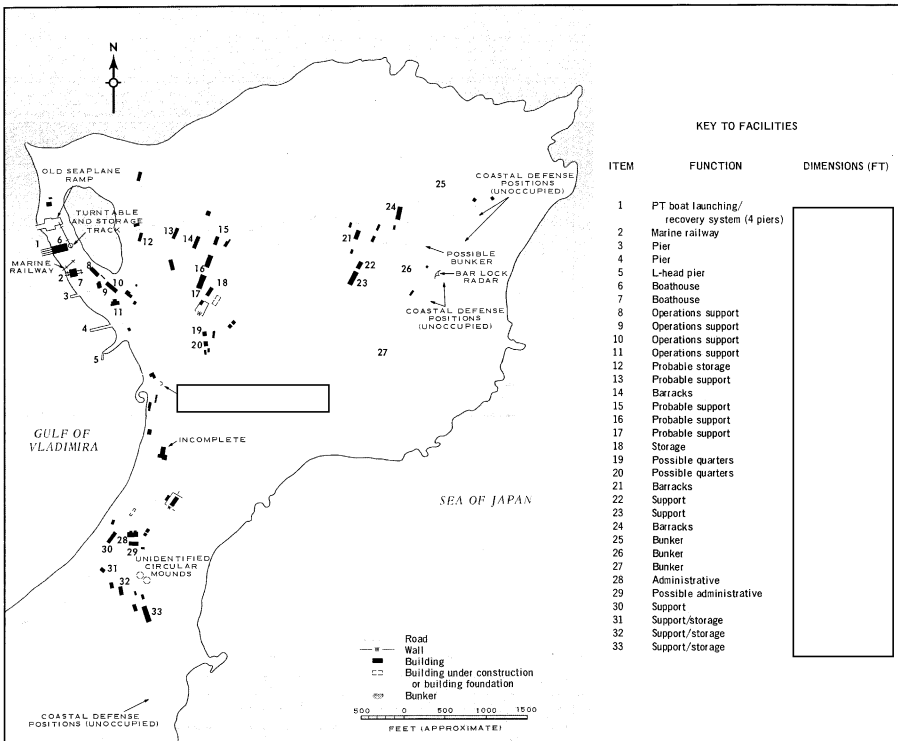 N
OLD SEAPLANE
RAMP
TURNTABLE
AND STORAGE
TRACK
1
6
MARINE
RAILWAY
2
7
8
9
10
11
3
4
5
12
13
14
15
16
17
18
19
20
21
22
23
24
25
COASTAL DEFENSE
POSITIONS
(UNOCCUPIED)
POSSIBLE
BUNKER
26
BAR LOCK
RADAR
COASTAL DEFENSE
POSITIONS
(UNOCCUPIED)
27
GULF OF
VLADIMIRA
INCOMPLETE
SEA OF JAPAN
28
29
30
UNIDENTIFIED
CIRCULAR
MOUNDS
31
32
33
COASTAL DEFENSE
POSITIONS (UNOCCUPIED)
Road
Wall
Building
Building under construction
or building foundation
Bunker
500 0 500 1000 1500
FEET (APPROXIMATE)
KEY TO FACILITIES
ITEM FUNCTION DIMENSIONS (FT)
1 PT boat launching/
recovery system (4 piers)
2 Marine railway
3 Pier
4 Pier
5 L-head pier
6 Boathouse
7 Boathouse
8 Operations support
9 Operations support
10 Operations support
11 Operations support
12 Probable storage
13 Probable support
14 Barracks
15 Probable support
16 Probable support
17 Probable support
18 Storage
19 Possible quarters
20 Possible quarters
21 Barracks
22 Support
23 Support
24 Barracks
25 Bunker
26 Bunker
27 Bunker
28 Administrative
29 Possible administrative
30 Support
31 Support/storage
32 Support/storage
33 Support/storage